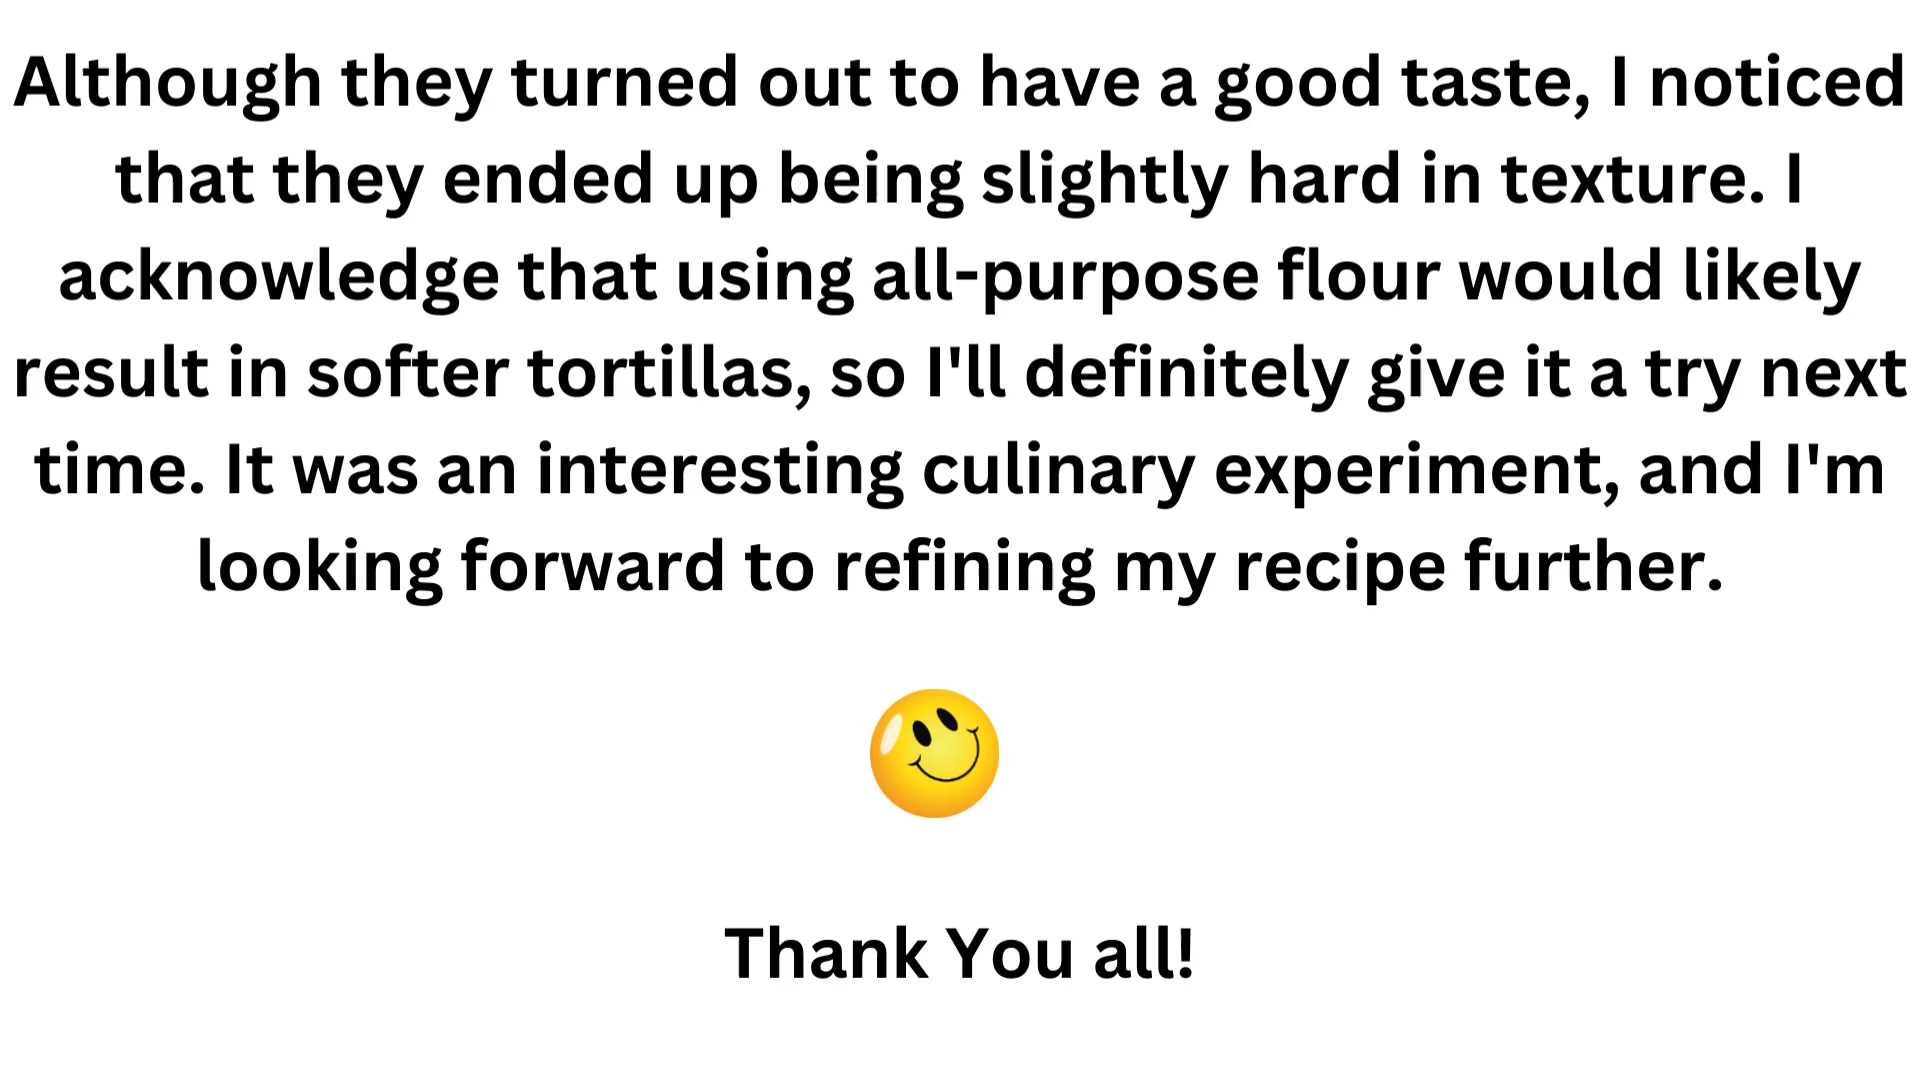 Although they turned out to have a good taste, I noticed
that they ended up being slightly hard in texture. I
acknowledge that using all-purpose flour would likely
result in softer tortillas, so I'll definitely give it a try next
time. It was an interesting culinary experiment, and I'm
looking forward to refining my recipe further.
Thank You all!